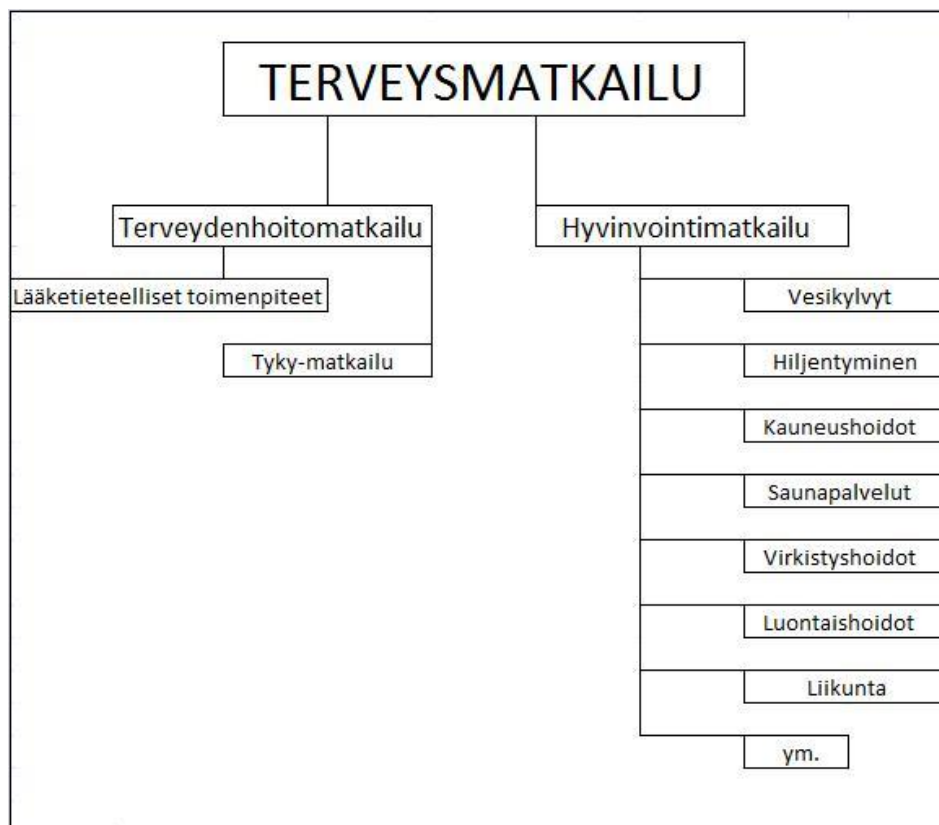 TERVEYSMATKAILU
Terveydenhoitomatkailu
Hyvinvointimatkailu
Lääketieteelliset toimenpiteet
Vesikylvyt
Tyky-matkailu
Hiljentyminen
Kauneushoidot
Saunapalvelut
Virkistyshoidot
Luontaishoidot
Liikunta
ym.